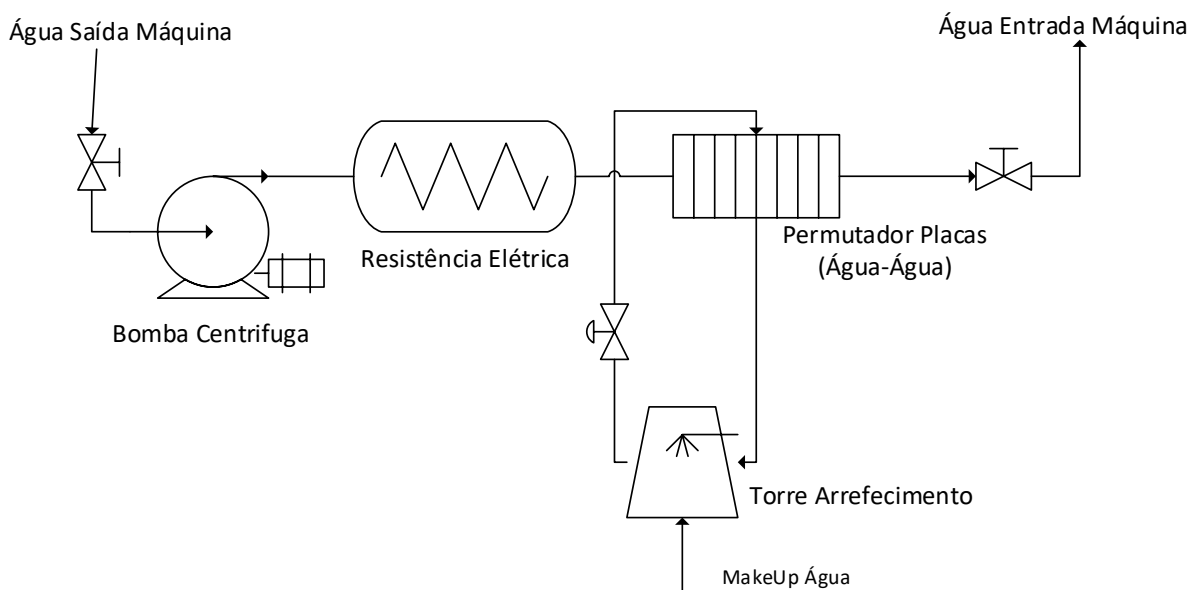 Água Saída Máquina
Água Entrada Máquina
Resistência Elétrica
Permutador Placas
(Água-Água)
Bomba Centrifuga
Torre Arrefecimento
MakeUp Água